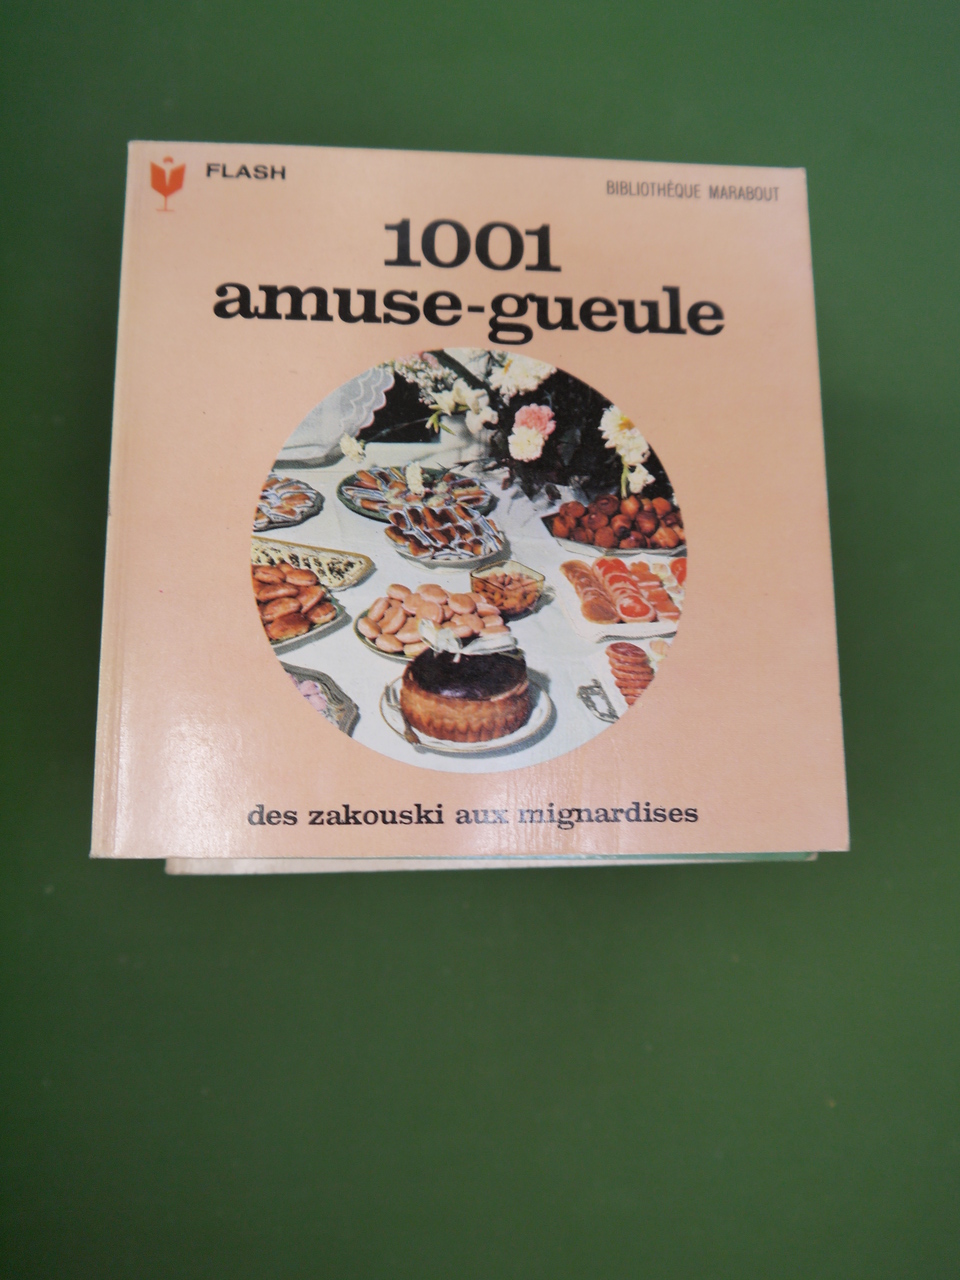 FLASH
BIBLIOTHÈQUE MARABOUT
1001
amuse-gueule
des zakouski aux mignardises